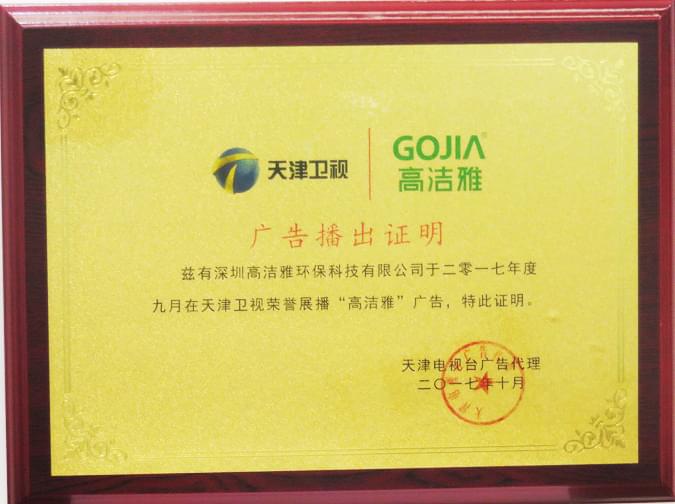 天津卫视
GOJIA®
高洁雅
广告播出证明
兹有深圳高洁雅环保科技有限公司于二零一七年度
九月在天津卫视荣誉展播“高洁雅”广告，特此证明。
天津电视台广告代理
二〇一七年十月